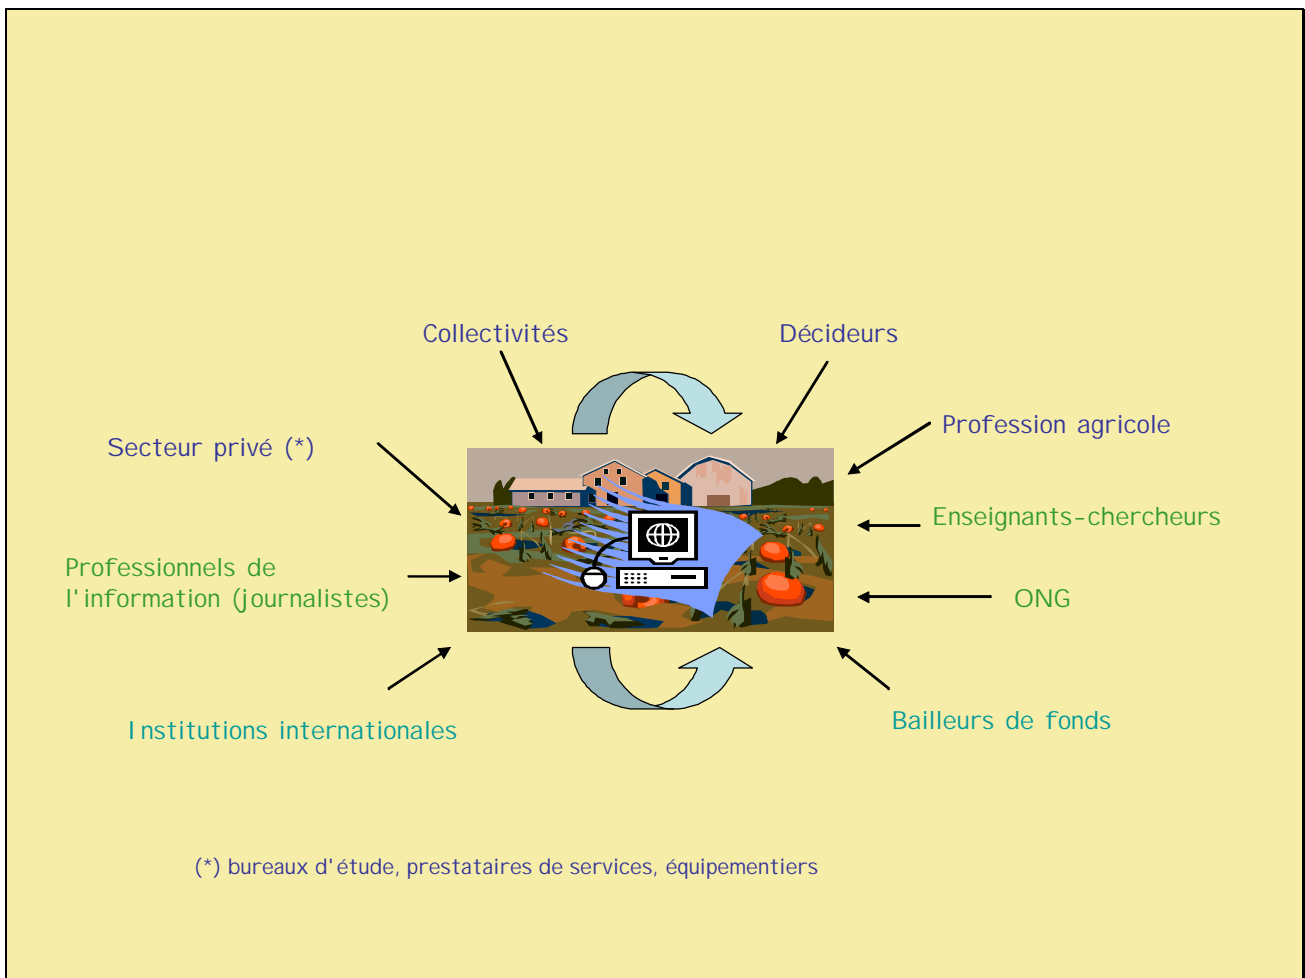 Collectivités
Décideurs
Secteur privé (*)
Profession agricole
Enseignants-chercheurs
Professionnels de
l'information (journalistes)
ONG
Institutions internationales
Bailleurs de fonds
(*) bureaux d'étude, prestataires de services, équipementiers